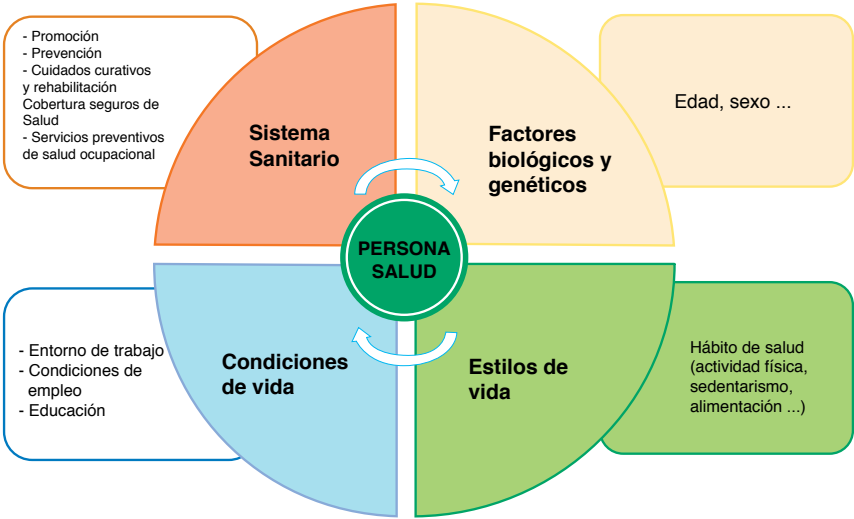 - Promoción
- Prevención
- Cuidados curativos
y rehabilitación
Cobertura seguros de
Salud
- Servicios preventivos
de salud ocupacional
Sistema
Sanitario
Factores
biológicos y
genéticos
Edad, sexo ...
PERSONA
SALUD
- Entorno de trabajo
- Condiciones de
empleo
- Educación
Condiciones
de vida
Estilos de
vida
Hábito de salud
(actividad física,
sedentarismo,
alimentación ...)